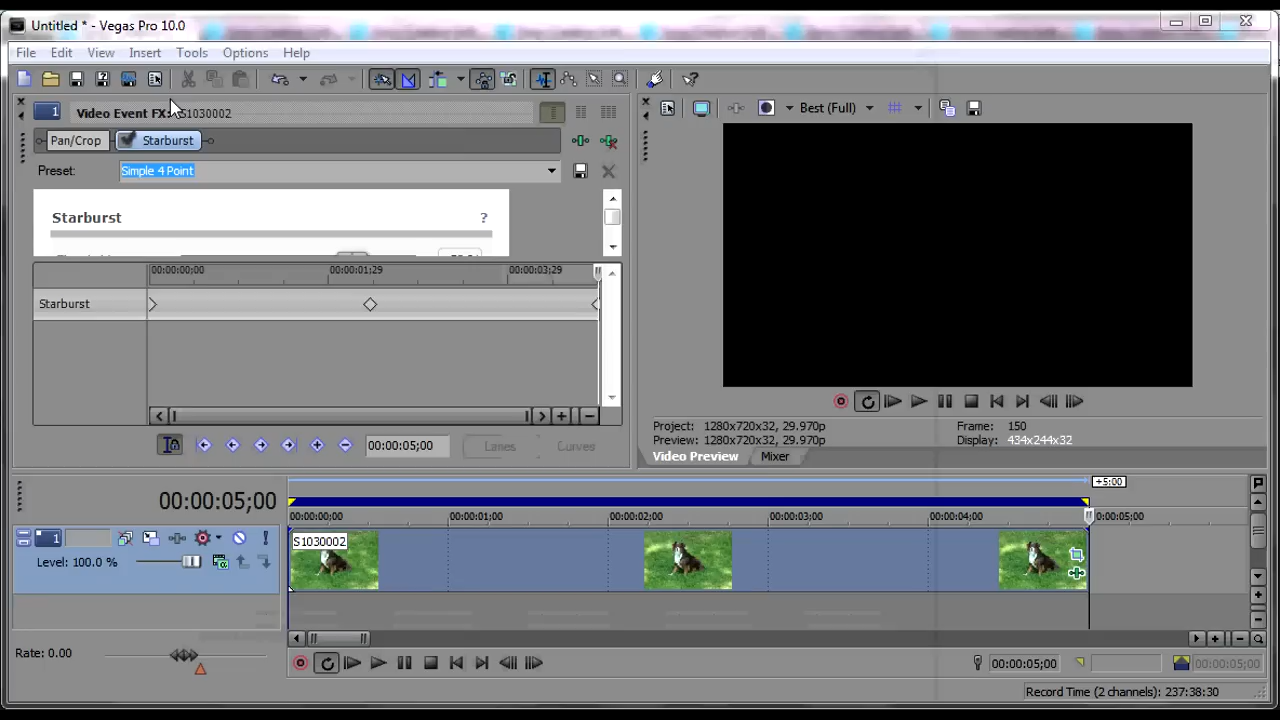 Untitled * - Vegas Pro 10.0
File Edit View Insert Tools Options Help
1 Video Event FX: S1030002
Pan/Crop Starburst
Preset: Simple 4 Point
Starburst ?
00:00:00;00 00:00:01;29 00:00:03;29
Starburst
00:00:05;00 Lanes Curves
Best (Full)
Project: 1280x720x32, 29.970p Frame: 150
Preview: 1280x720x32, 29.970p Display: 434x244x32
Video Preview Mixer
+5:00
00:00:05;00
00:00:00;00 00:00:01;00 00:00:02;00 00:00:03;00 00:00:04;00 00:00:05;00
1
S1030002
Level: 100.0 %
Rate: 0.00
00:00:05;00 00:00:05;00
Record Time (2 channels): 237:38:30